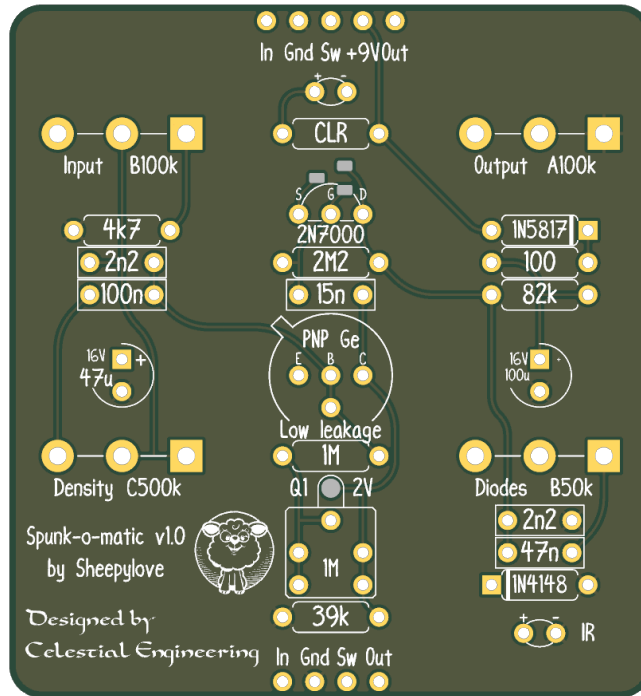 In Gnd Sw +9V Out
+ -
CLR
Input B100k
Output A100k
S G D
2N7000
4k7
1N5817
2n2
2M2
100
100n
15n
82k
PNP Ge
E B C
16V +
47u
16V -
100u
Low leakage
1M
Density C500k
Q1 2V
Diodes B50k
2n2
47n
1N4148
Spunk-o-matic v1.0
by Sheepylove
1M
39k
+ - IR
Designed by
Celestial Engineering
In Gnd Sw Out